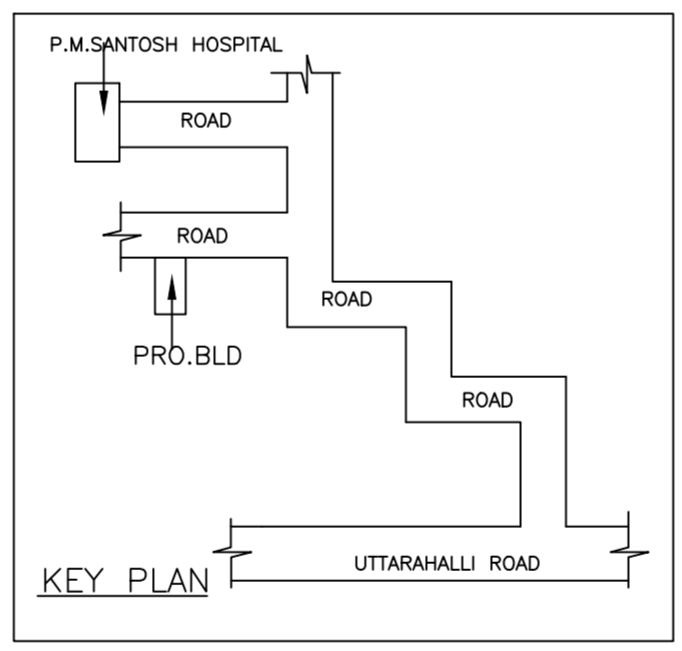 P.M.SANTOSH HOSPITAL
ROAD
ROAD
ROAD
PRO.BLD
ROAD
UTTARAHALLI ROAD
KEY PLAN